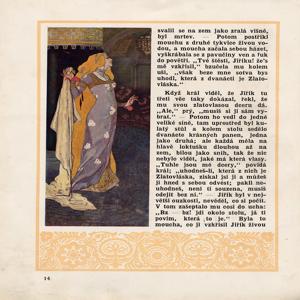 svalil se na zem jako zralá višně,
byl mrtev. — Potom postříkl
mouchu z druhé tykvice živou vo-
dou, a moucha začala sebou házet,
vyškrábala se z pavučiny ven a fuk
do povětří. „Tvé štěstí, Jiříku! že's
mě vzkřísil,“ bzučela mu kolem
uší, „však beze mne sotva bys
uhodl, která z dvanácti je Zlato-
vláska.“
Když král viděl, že Jiřík tu
třetí věc taky dokázal, řekl, že
mu svou zlatovlasou dceru dá.
„Ale,“ prý, „musíš si ji sám vy-
brat.“ — Potom ho vedl do jedné
veliké síně, tam uprostřed byl ku-
latý stůl a kolem stolu sedělo
dvanácte krásných panen, jedna
jako druhá; ale každá měla na
hlavě loktušku dlouhou až na
zem, bílou jako sníh, tak že ne-
nebylo vidět, jaké má která vlasy.
„Tuhle jsou mé dcery,“ povídá
král; „uhodneš-li, která z nich je
Zlatovláska, získal jsi ji a můžeš
ji hned s sebou odvést; pakli ne-
uhodneš, není ti souzena, musíš
odejít bez ní.“ — Jiřík byl v nej-
větší ouzkosti, nevěděl, co si počít.
V tom zašeptalo mu cosi do ucha:
„Bz — bz! jdi okolo stolu, já ti
povím, která to je.“ Byla to
moucha, co ji vzkřísil Jiřík živou
14